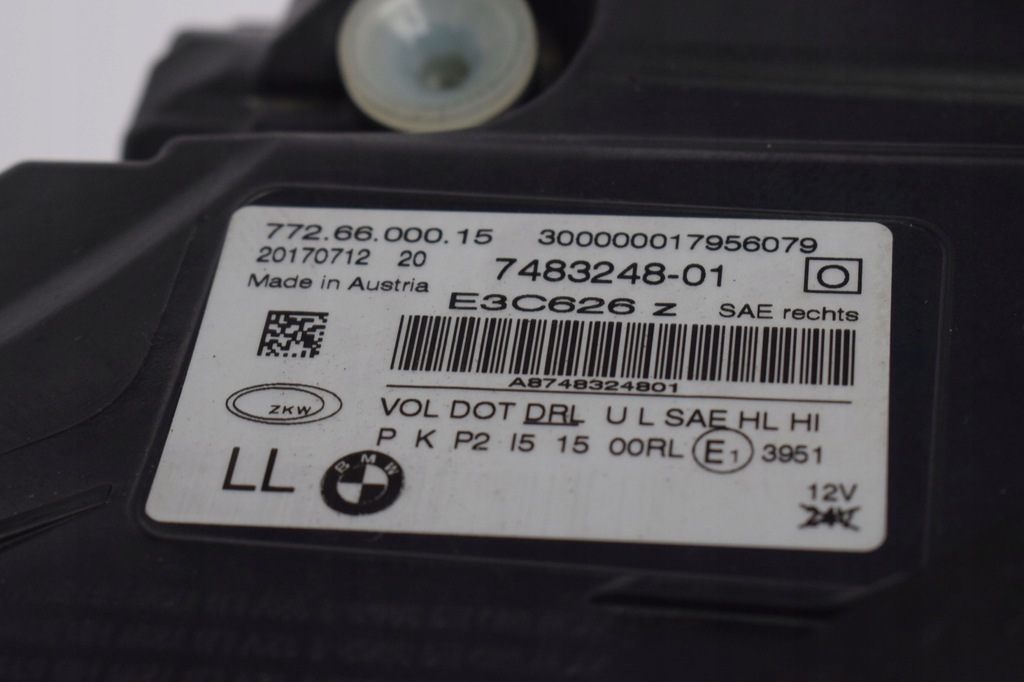 772.66.000.15 300000017956079
20170712 20 7483248-01 O
Made in Austria
E3C626 Z SAE rechts
A8748324801
ZKW
VOL DOT DRL U L SAE HL HI
P K P2 I5 15 00RL E1 3951
LL BMW
12V
24V